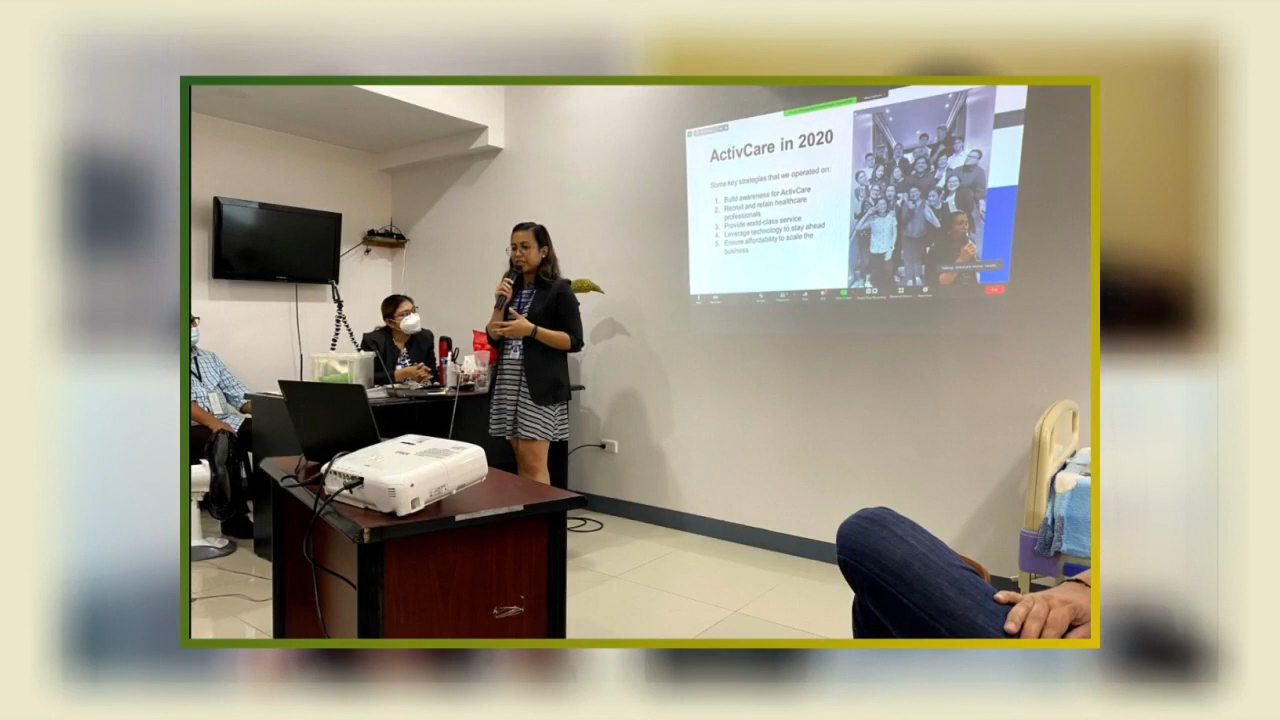 ActivCare in 2020
Some key strategies that we operated on:
1. Build awareness for ActivCare
2. Recruit and retain healthcare
professionals
3. Provide world-class service
4. Leverage technology to stay ahead
5. Ensure affordability to scale the
business